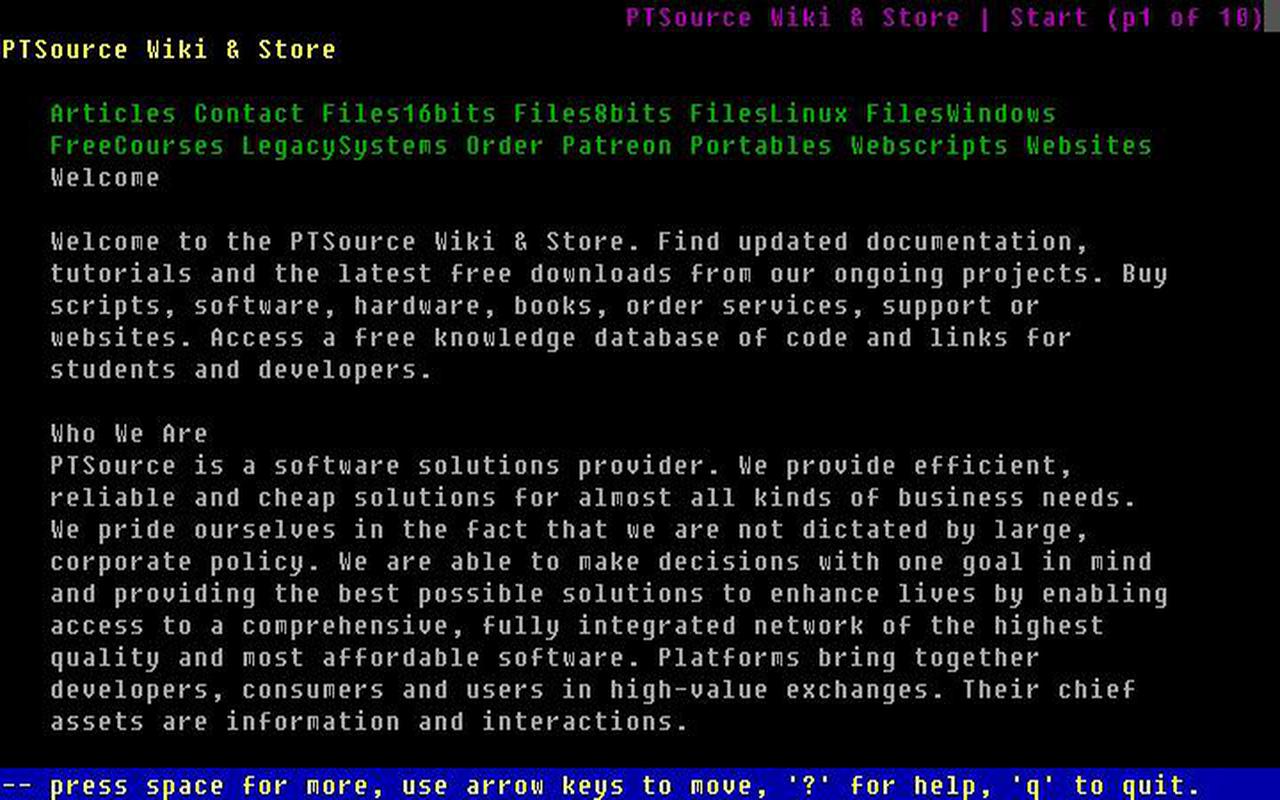 PTSource Wiki & Store | Start (p1 of 10)
PTSource Wiki & Store
Articles Contact Files16bits Files8bits FilesLinux FilesWindows
FreeCourses LegacySystems Order Patreon Portables Webscripts Websites
Welcome
Welcome to the PTSource Wiki & Store. Find updated documentation,
tutorials and the latest free downloads from our ongoing projects. Buy
scripts, software, hardware, books, order services, support or
websites. Access a free knowledge database of code and links for
students and developers.
Who We Are
PTSource is a software solutions provider. We provide efficient,
reliable and cheap solutions for almost all kinds of business needs.
We pride ourselves in the fact that we are not dictated by large,
corporate policy. We are able to make decisions with one goal in mind
and providing the best possible solutions to enhance lives by enabling
access to a comprehensive, fully integrated network of the highest
quality and most affordable software. Platforms bring together
developers, consumers and users in high-value exchanges. Their chief
assets are information and interactions.
-- press space for more, use arrow keys to move, '?' for help, 'q' to quit.